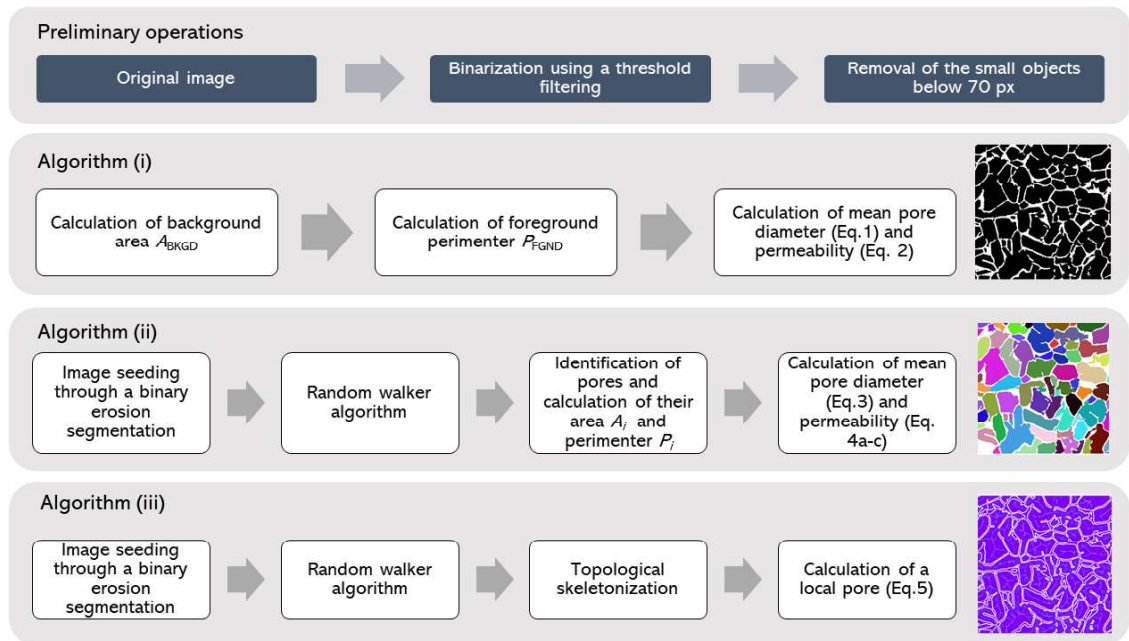 Preliminary operations
Original image
Binarization using a threshold
filtering
Removal of the small objects
below 70 px
Algorithm (i)
Calculation of background
area A_BKGD
Calculation of foreground
perimenter P_FGND
Calculation of mean pore
diameter (Eq.1) and
permeability (Eq. 2)
Algorithm (ii)
Image seeding
through a binary
erosion
segmentation
Random walker
algorithm
Identification of
pores and
calculation of their
area A_i and
perimenter P_i
Calculation of mean
pore diameter
(Eq.3) and
permeability (Eq.
4a-c)
Algorithm (iii)
Image seeding
through a binary
erosion
segmentation
Random walker
algorithm
Topological
skeletonization
Calculation of a
local pore (Eq.5)